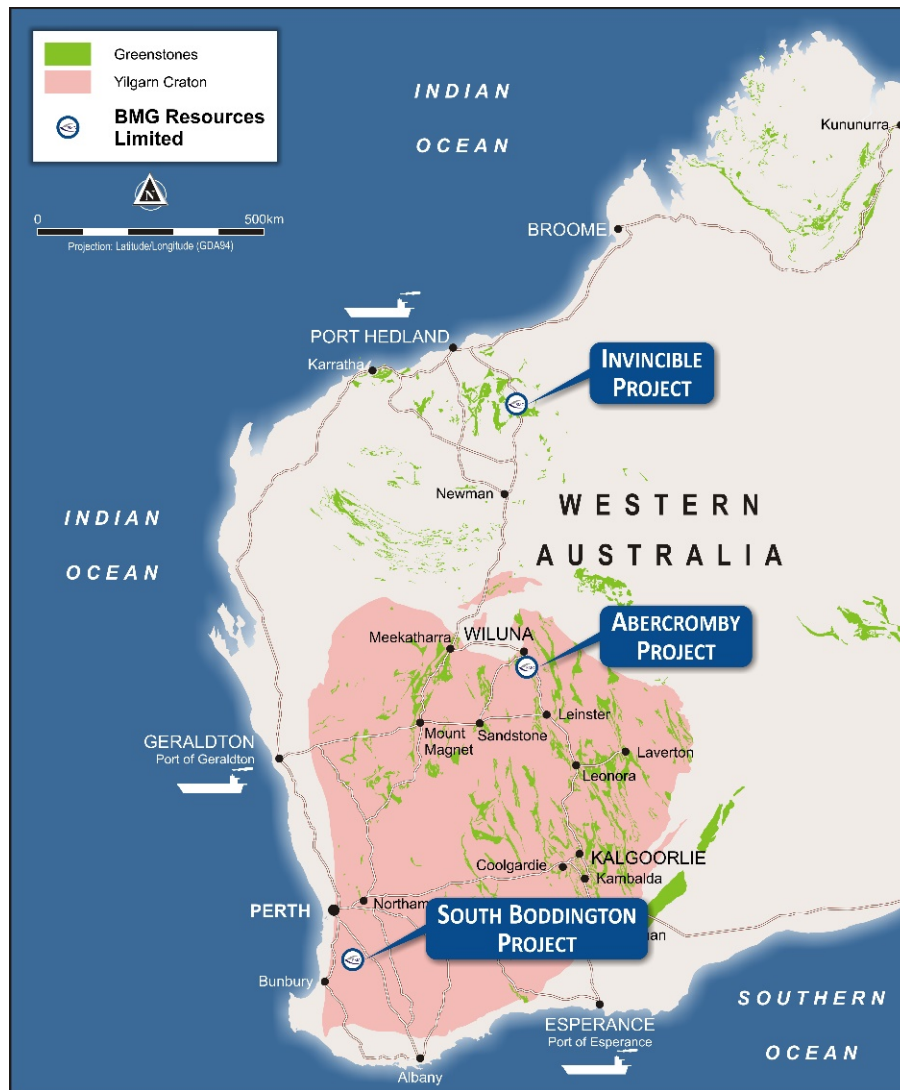 Greenstones
Yilgarn Craton
BMG Resources
Limited
N
0
500km
Projection: Latitude/Longitude (GDA94)
INDIAN
OCEAN
Kununurra
BROOME
PORT HEDLAND
Karratha
INVINCIBLE
PROJECT
Newman
WESTERN
AUSTRALIA
INDIAN
OCEAN
Meekatharra
WILUNA
ABERCROMBY
PROJECT
Leinster
Mount
Magnet
Sandstone
GERALDTON
Port of Geraldton
Laverton
Leonora
KALGOORLIE
Coolgardie
Kambalda
PERTH
Northam
SOUTH BODDINGTON
PROJECT
Bunbury
SOUTHERN
OCEAN
ESPERANCE
Port of Esperance
Albany